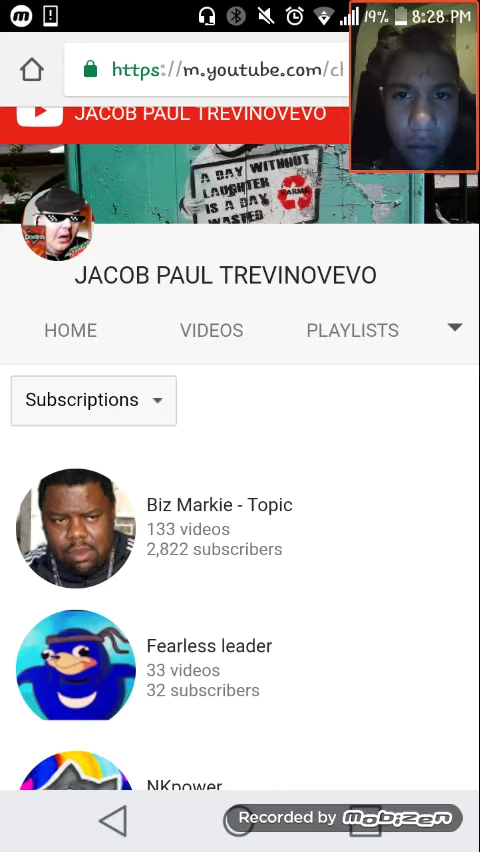 19% 8:28 PM
https://m.youtube.com/ch
JACOB PAUL TREVINOVEVO
A DAY WITHOUT
LAUGHTER
IS A DAY
WASTED
JACOB PAUL TREVINOVEVO
HOME VIDEOS PLAYLISTS
Subscriptions
Biz Markie - Topic
133 videos
2,822 subscribers
Fearless leader
33 videos
32 subscribers
NKpower
Recorded by mobizen